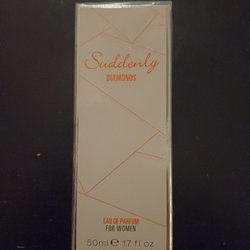 Suddenly
DIAMONDS
EAU DE PARFUM
FOR WOMEN
50ml ℮ 1.7 fl oz